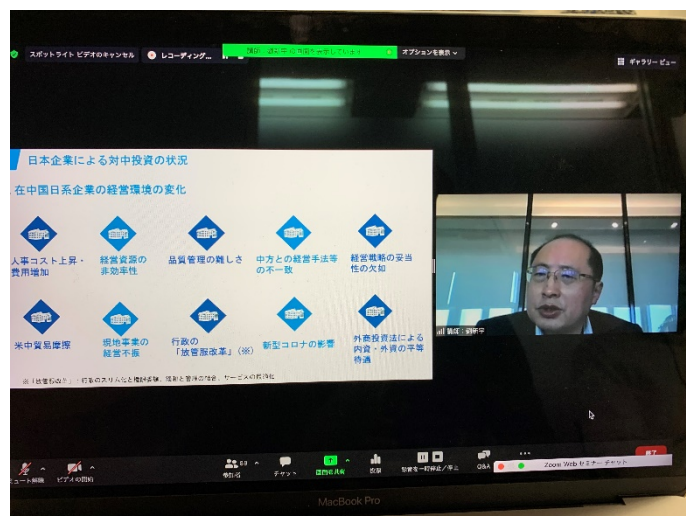 スポットライト ビデオのキャンセル
レコーディング...
オプションを表示
ギャラリー ビュー
日本企業による対中投資の状況
在中国日系企業の経営環境の変化
人事コスト上昇・
費用増加
経営資源の
非効率性
品質管理の難しさ
中方との経営手法等
の不一致
経営戦略の妥当
性の欠如
米中貿易摩擦
現地事業の
経営不振
行政の
「放管服改革」(※)
新型コロナの影響
外商投資法による
内資・外資の平等
待遇
講師:劉新宇
ミュート解除
ビデオの開始
参加者
チャット
画面の共有
投票
Q&A
終了
Zoom Web セミナー チャット
MacBook Pro